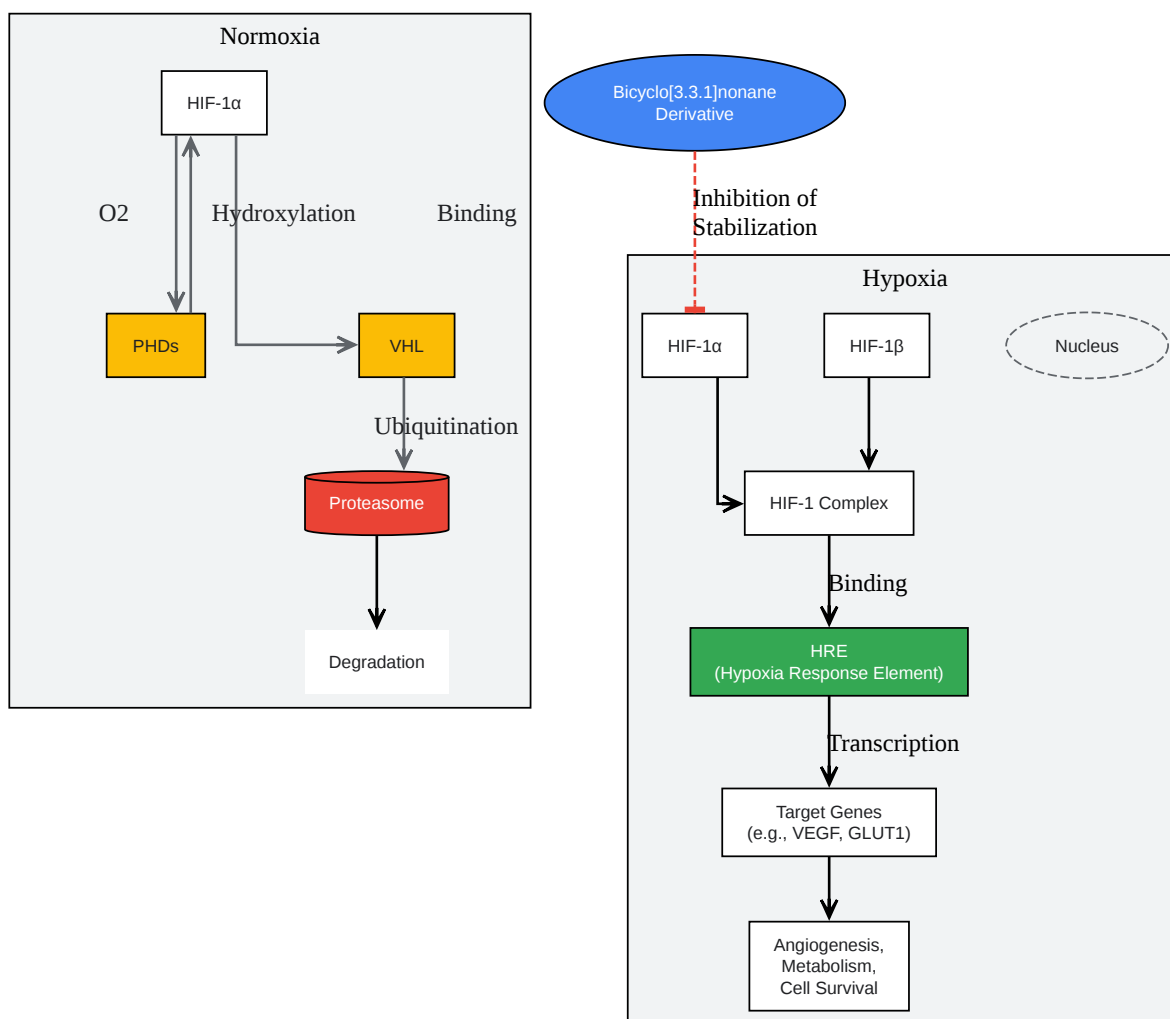 Normoxia
HIF-1α
O2
Hydroxylation
Binding
PHDs
VHL
Ubiquitination
Proteasome
Degradation
Bicyclo[3.3.1]nonane
Derivative
Inhibition of
Stabilization
Hypoxia
HIF-1α
HIF-1β
Nucleus
HIF-1 Complex
Binding
HRE
(Hypoxia Response Element)
Transcription
Target Genes
(e.g., VEGF, GLUT1)
Angiogenesis,
Metabolism,
Cell Survival